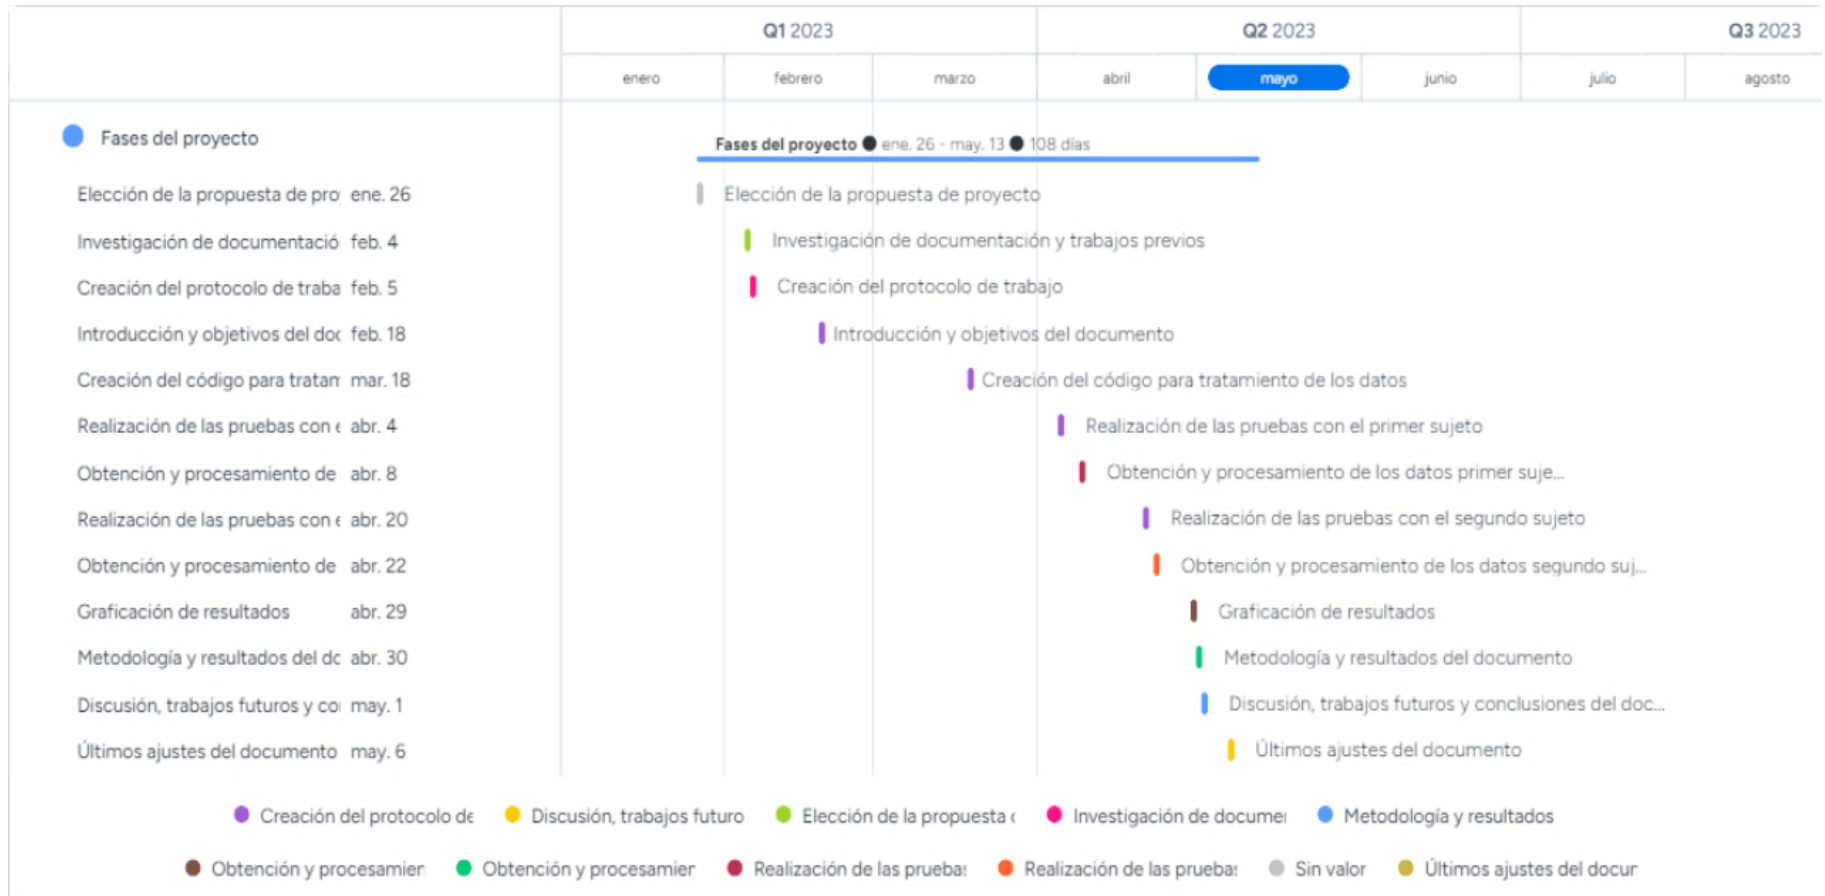 Q1 2023 Q2 2023 Q3 2023
enero febrero marzo abril mayo junio julio agosto
Fases del proyecto
Fases del proyecto ● ene. 26 - may. 13 ● 108 días
Elección de la propuesta de pro ene. 26 Elección de la propuesta de proyecto
Investigación de documentació feb. 4 Investigación de documentación y trabajos previos
Creación del protocolo de traba feb. 5 Creación del protocolo de trabajo
Introducción y objetivos del doc feb. 18 Introducción y objetivos del documento
Creación del código para tratam mar. 18 Creación del código para tratamiento de los datos
Realización de las pruebas con e abr. 4 Realización de las pruebas con el primer sujeto
Obtención y procesamiento de abr. 8 Obtención y procesamiento de los datos primer suje...
Realización de las pruebas con e abr. 20 Realización de las pruebas con el segundo sujeto
Obtención y procesamiento de abr. 22 Obtención y procesamiento de los datos segundo suj...
Graficación de resultados abr. 29 Graficación de resultados
Metodología y resultados del dc abr. 30 Metodología y resultados del documento
Discusión, trabajos futuros y co may. 1 Discusión, trabajos futuros y conclusiones del doc...
Últimos ajustes del documento may. 6 Últimos ajustes del documento
Creación del protocolo de Discusión, trabajos futuro Elección de la propuesta Investigación de documer Metodología y resultados
Obtención y procesamien Obtención y procesamier Realización de las pruebas Realización de las pruebas Sin valor Últimos ajustes del docur